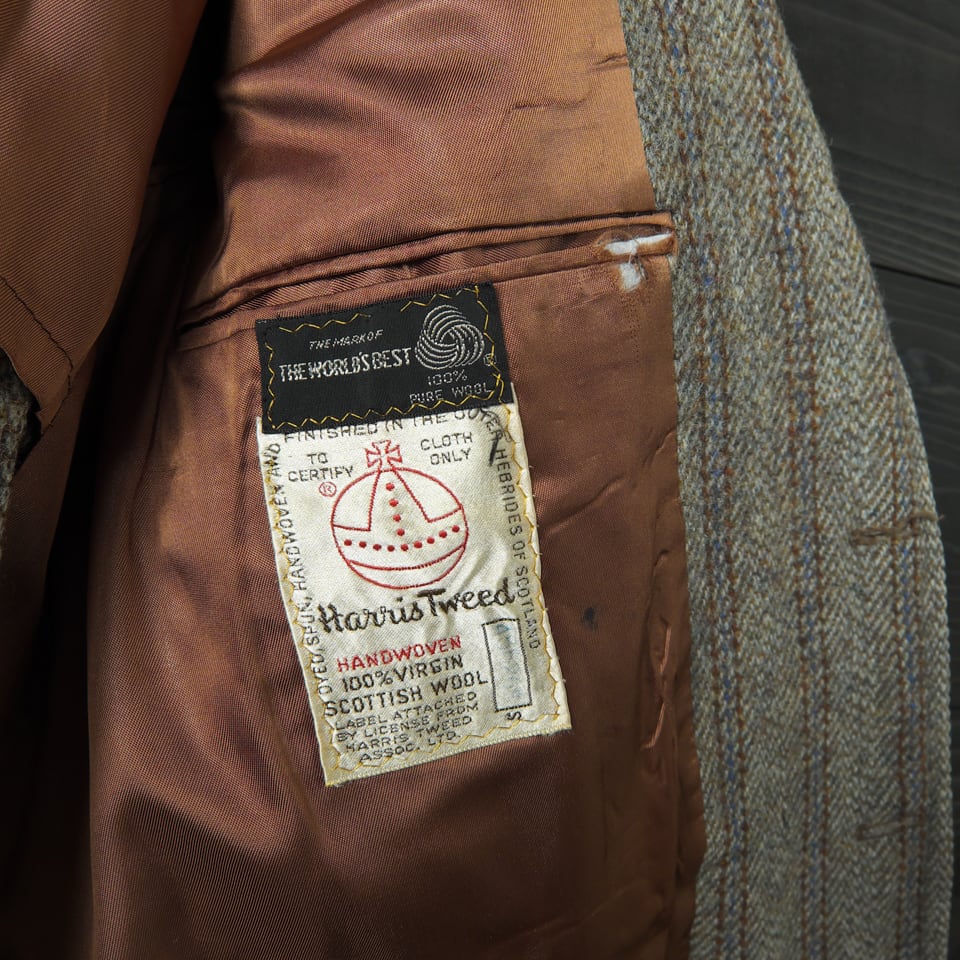 THE MARK OF
THE WORLD'S BEST
®
100%
PURE WOOL
DYED, SPUN, HANDWOVEN AND
FINISHED IN THE OUTER HEBRIDES OF SCOTLAND
TO CERTIFY
CLOTH ONLY
®
Harris Tweed
HANDWOVEN
100% VIRGIN
SCOTTISH WOOL
LABEL ATTACHED
BY LICENSE FROM
HARRIS TWEED
ASSOC. LTD.
S